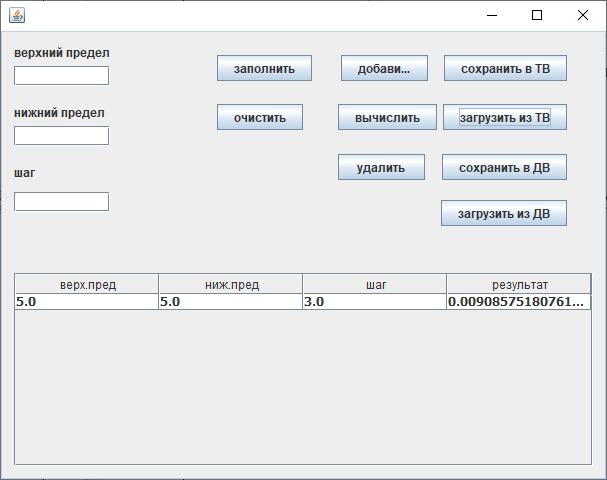 верхний предел
заполнить добави... сохранить в ТВ
нижний предел
очистить вычислить загрузить из ТВ
шаг
удалить сохранить в ДВ
загрузить из ДВ
верх.пред ниж.пред шаг результат
5.0 5.0 3.0 0.00908575180761...